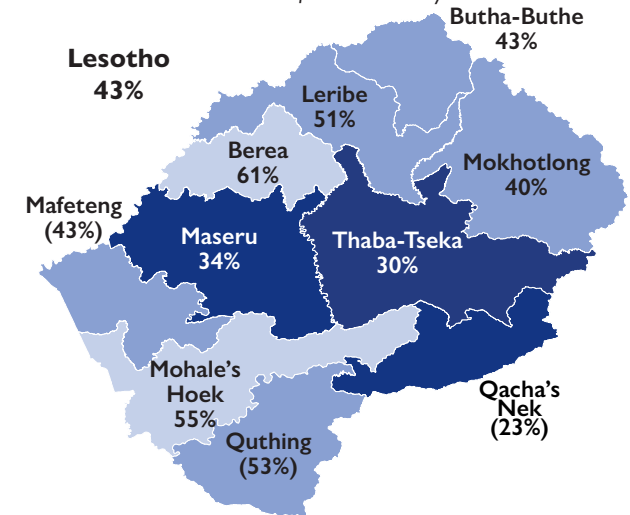 Butha-Buthe
43%
Lesotho
43%
Leribe
51%
Berea
61%
Mokhotlong
40%
Mafeteng
(43%)
Maseru
34%
Thaba-Tseka
30%
Mohale's
Hoek
55%
Qacha's
Nek
(23%)
Quthing
(53%)